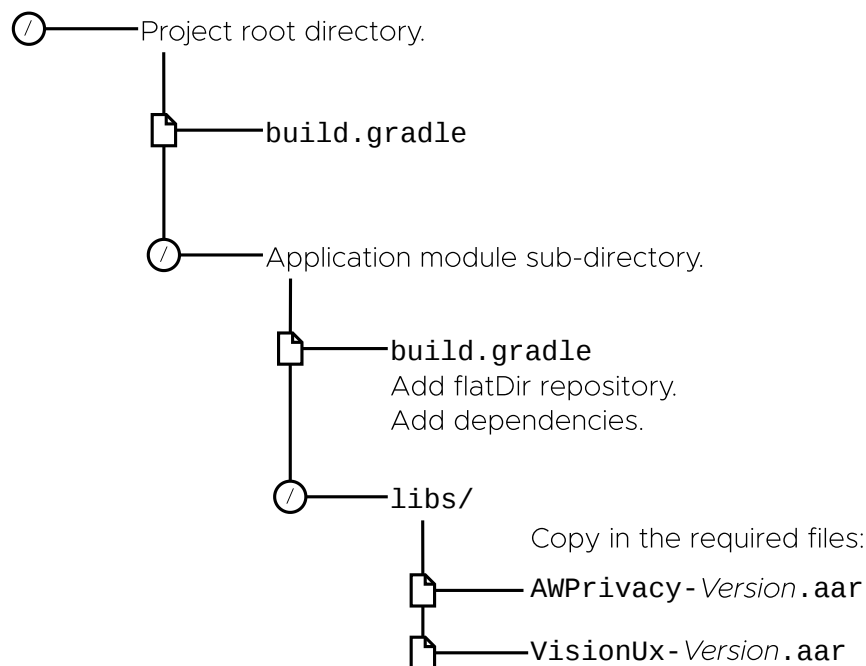 / Project root directory.
build.gradle
/ Application module sub-directory.
build.gradle
Add flatDir repository.
Add dependencies.
/ libs/
Copy in the required files:
AWPrivacy-Version.aar
VisionUx-Version.aar